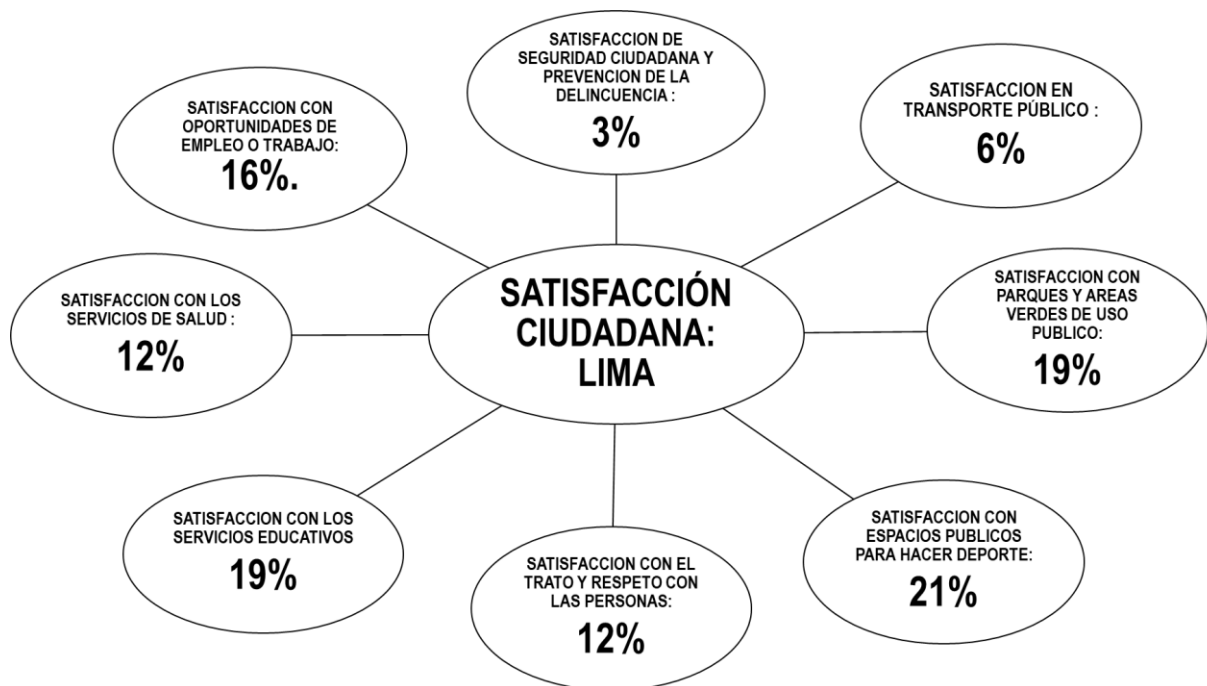 SATISFACCION DE
SEGURIDAD CIUDADANA Y
PREVENCION DE LA
DELINCUENCIA :
3%
SATISFACCION EN
TRANSPORTE PÚBLICO :
6%
SATISFACCION CON
OPORTUNIDADES DE
EMPLEO O TRABAJO:
16%.
SATISFACCIÓN
CIUDADANA:
LIMA
SATISFACCION CON
PARQUES Y AREAS
VERDES DE USO
PUBLICO:
19%
SATISFACCION CON LOS
SERVICIOS DE SALUD :
12%
SATISFACCION CON LOS
SERVICIOS EDUCATIVOS
19%
SATISFACCION CON EL
TRATO Y RESPETO CON
LAS PERSONAS:
12%
SATISFACCION CON
ESPACIOS PUBLICOS
PARA HACER DEPORTE:
21%